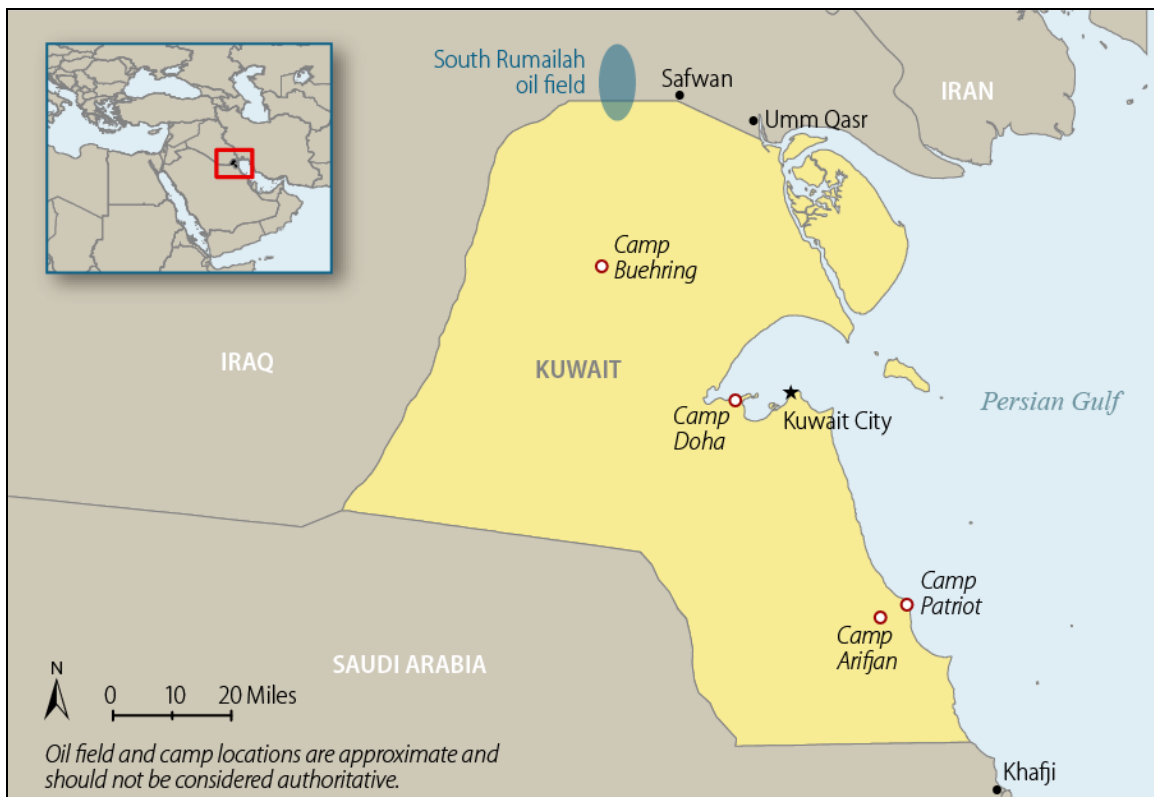 South Rumailah
oil field
Safwan
IRAN
Umm Qasr
Camp
Buehring
IRAQ
KUWAIT
Persian Gulf
Camp
Doha
Kuwait City
Camp
Patriot
Camp
Arifjan
SAUDI ARABIA
N
0 10 20 Miles
Oil field and camp locations are approximate and
should not be considered authoritative.
Khafji